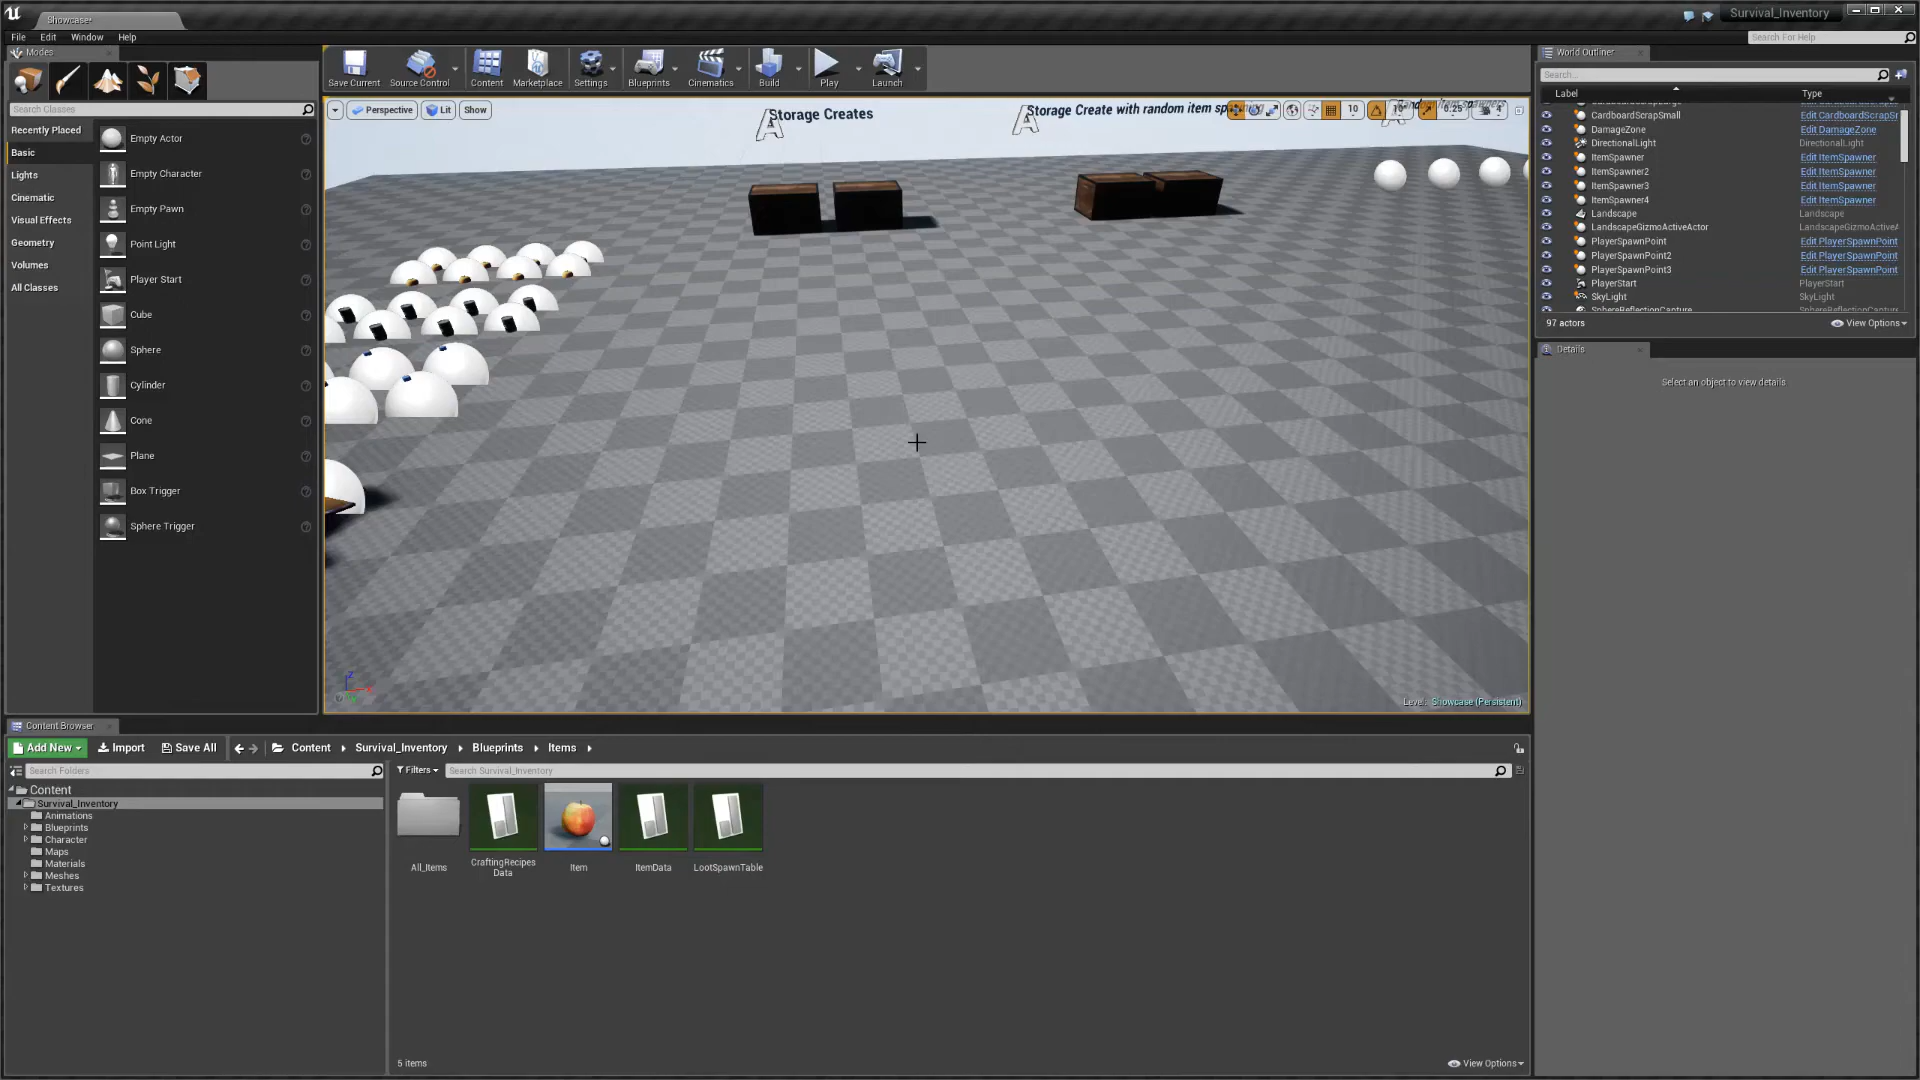 Showcase*
Survival_Inventory
File Edit Window Help
Search For Help
Modes
Search Classes
Recently Placed
Basic
Lights
Cinematic
Visual Effects
Geometry
Volumes
All Classes
Empty Actor
Empty Character
Empty Pawn
Point Light
Player Start
Cube
Sphere
Cylinder
Cone
Plane
Box Trigger
Sphere Trigger
Save Current
Source Control
Content
Marketplace
Settings
Blueprints
Cinematics
Build
Play
Launch
Perspective
Lit
Show
10
10°
0.25
4
Storage Creates
Storage Create with random item
Level: Showcase (Persistent)
World Outliner
Search...
Label Type
CardboardScrapSmall Edit CardboardScrapSr
DamageZone Edit DamageZone
DirectionalLight DirectionalLight
ItemSpawner Edit ItemSpawner
ItemSpawner2 Edit ItemSpawner
ItemSpawner3 Edit ItemSpawner
ItemSpawner4 Edit ItemSpawner
Landscape Landscape
LandscapeGizmoActiveActor LandscapeGizmoActiveA
PlayerSpawnPoint Edit PlayerSpawnPoint
PlayerSpawnPoint2 Edit PlayerSpawnPoint
PlayerSpawnPoint3 Edit PlayerSpawnPoint
PlayerStart PlayerStart
SkyLight SkyLight
SphereReflectionCapture SphereReflectionCapture
97 actors
View Options
Details
Select an object to view details
Content Browser
Add New
Import
Save All
Content
Survival_Inventory
Blueprints
Items
Search Folders
Content
Survival_Inventory
Animations
Blueprints
Character
Maps
Materials
Meshes
Textures
Filters
Search Survival_Inventory
All_Items
CraftingRecipes
Data
Item
ItemData
LootSpawnTable
5 items
View Options